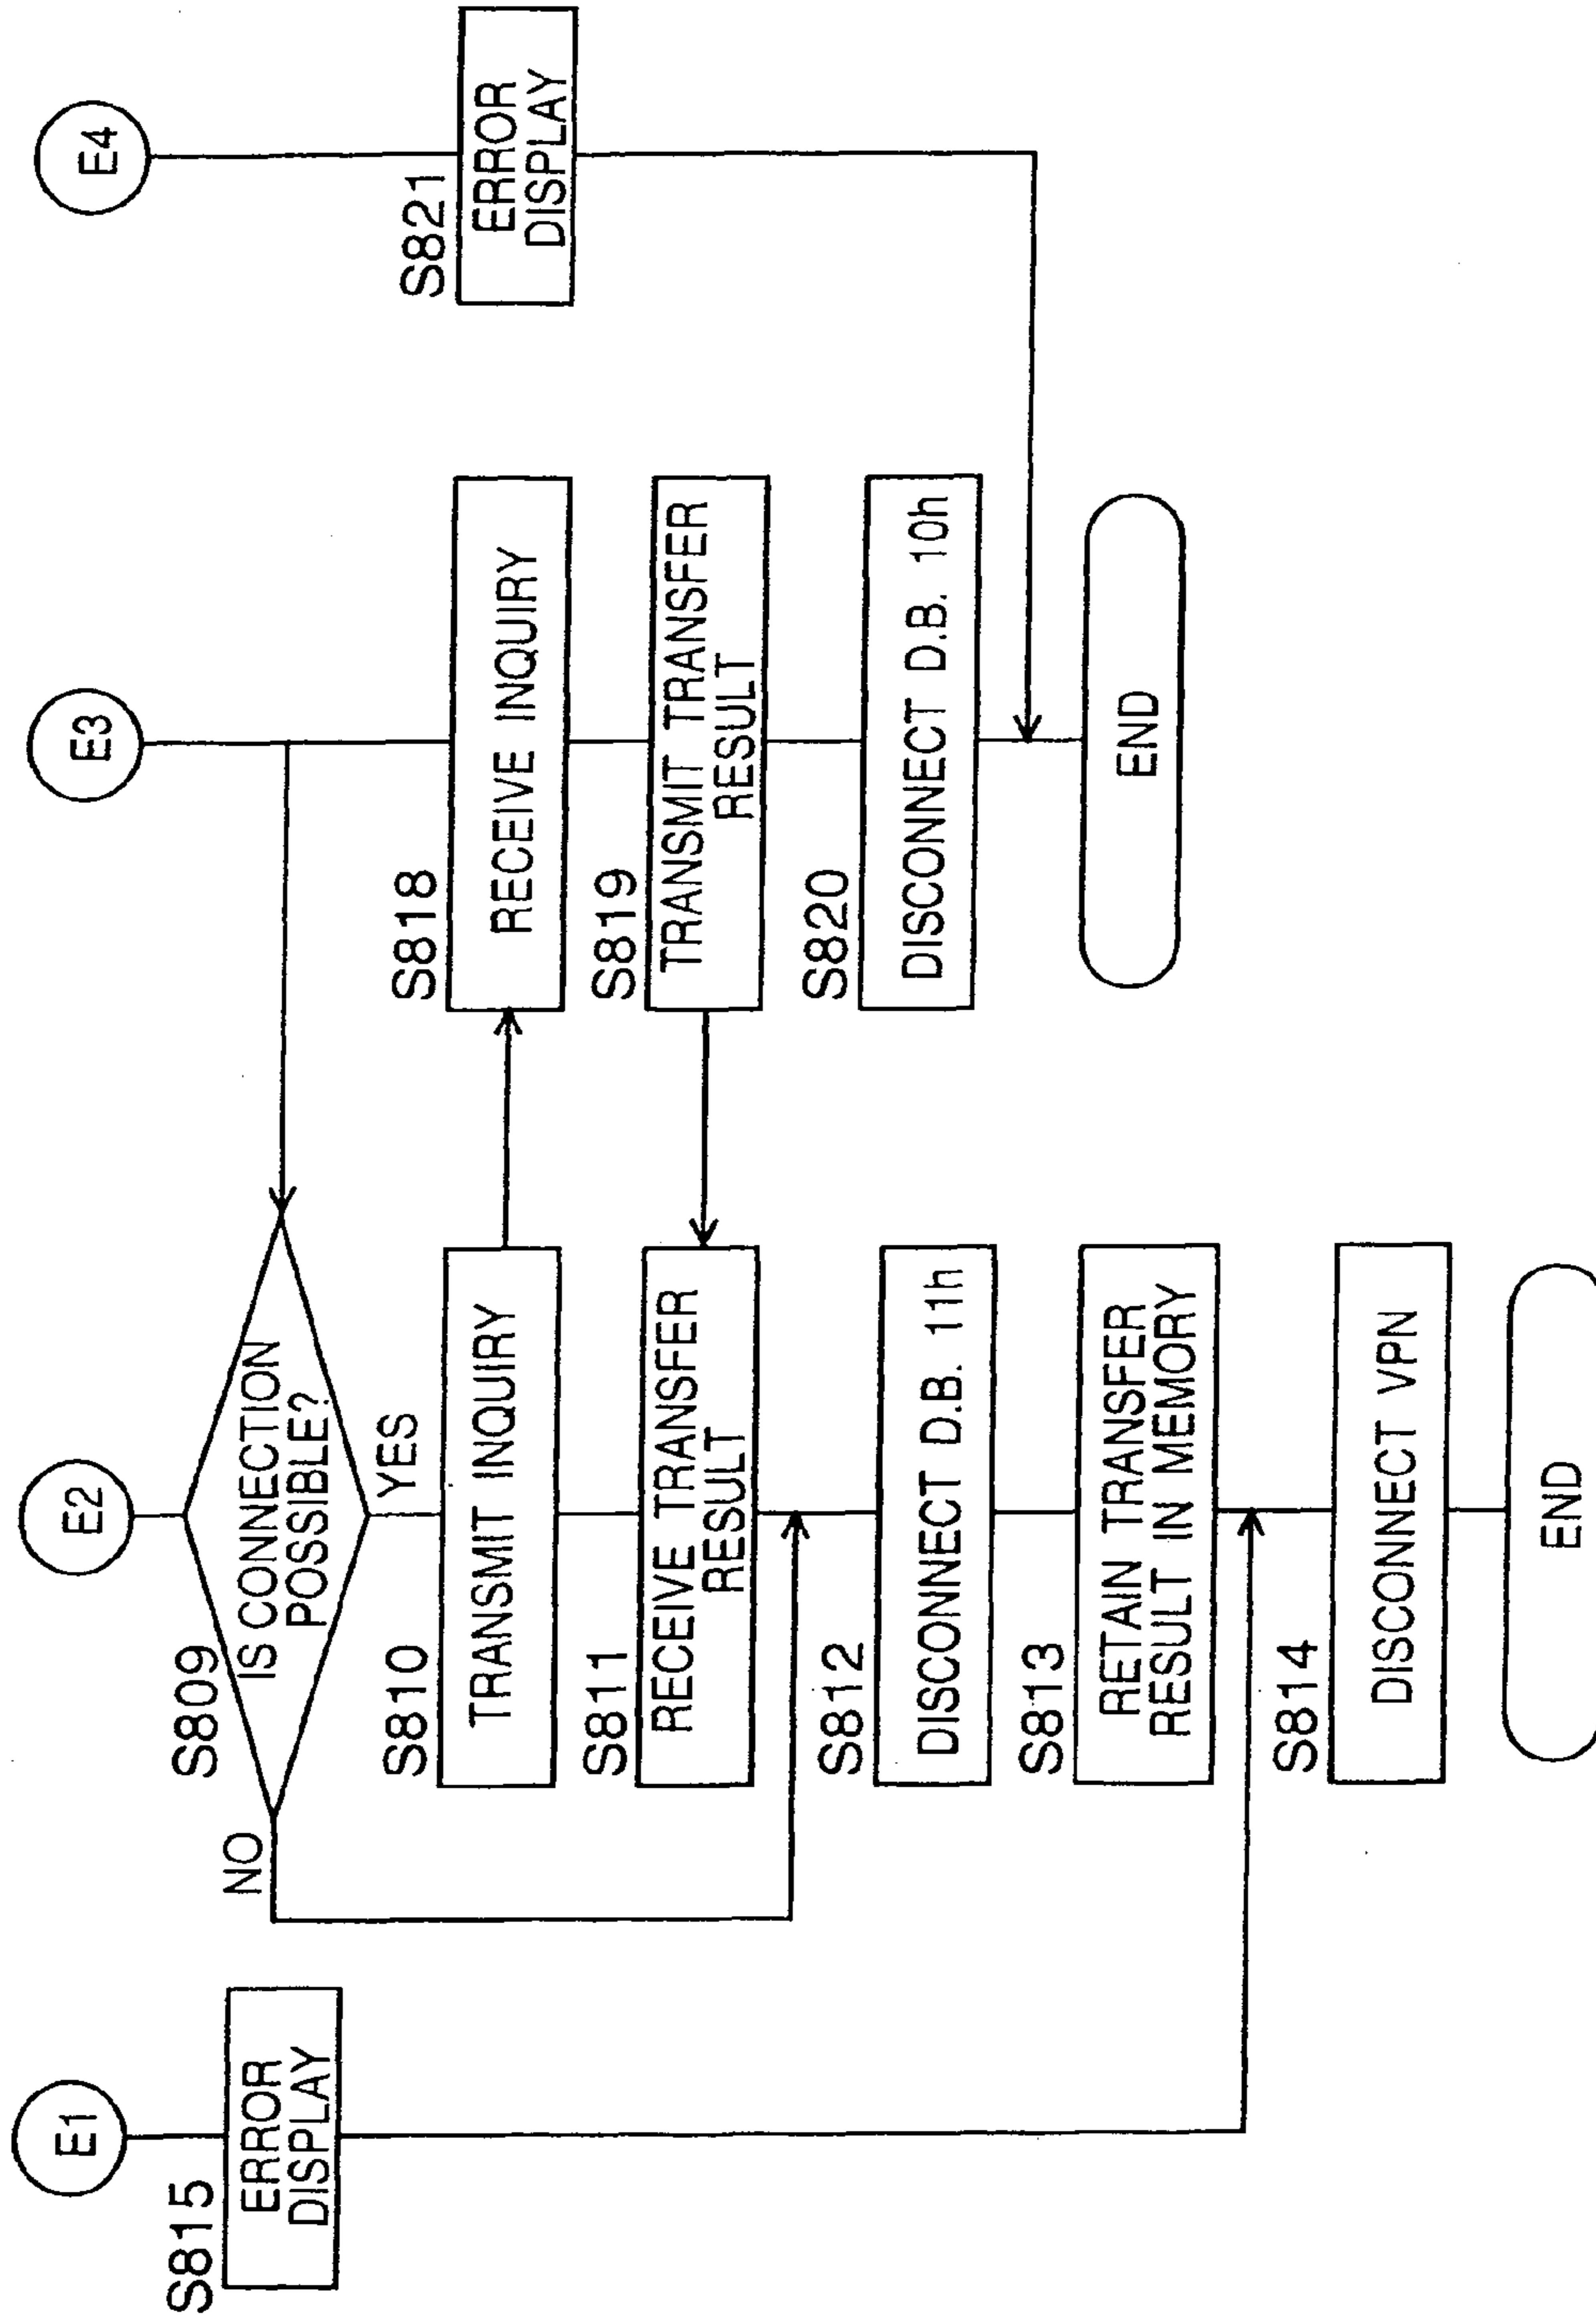 E1
S815
ERROR
DISPLAY
E2
S809
IS CONNECTION
POSSIBLE?
NO
YES
S810
TRANSMIT INQUIRY
S811
RECEIVE TRANSFER
RESULT
S812
DISCONNECT D.B. 11h
S813
RETAIN TRANSFER
RESULT IN MEMORY
S814
DISCONNECT VPN
END
E3
S818
RECEIVE INQUIRY
S819
TRANSMIT TRANSFER
RESULT
S820
DISCONNECT D.B. 10h
END
E4
S821
ERROR
DISPLAY